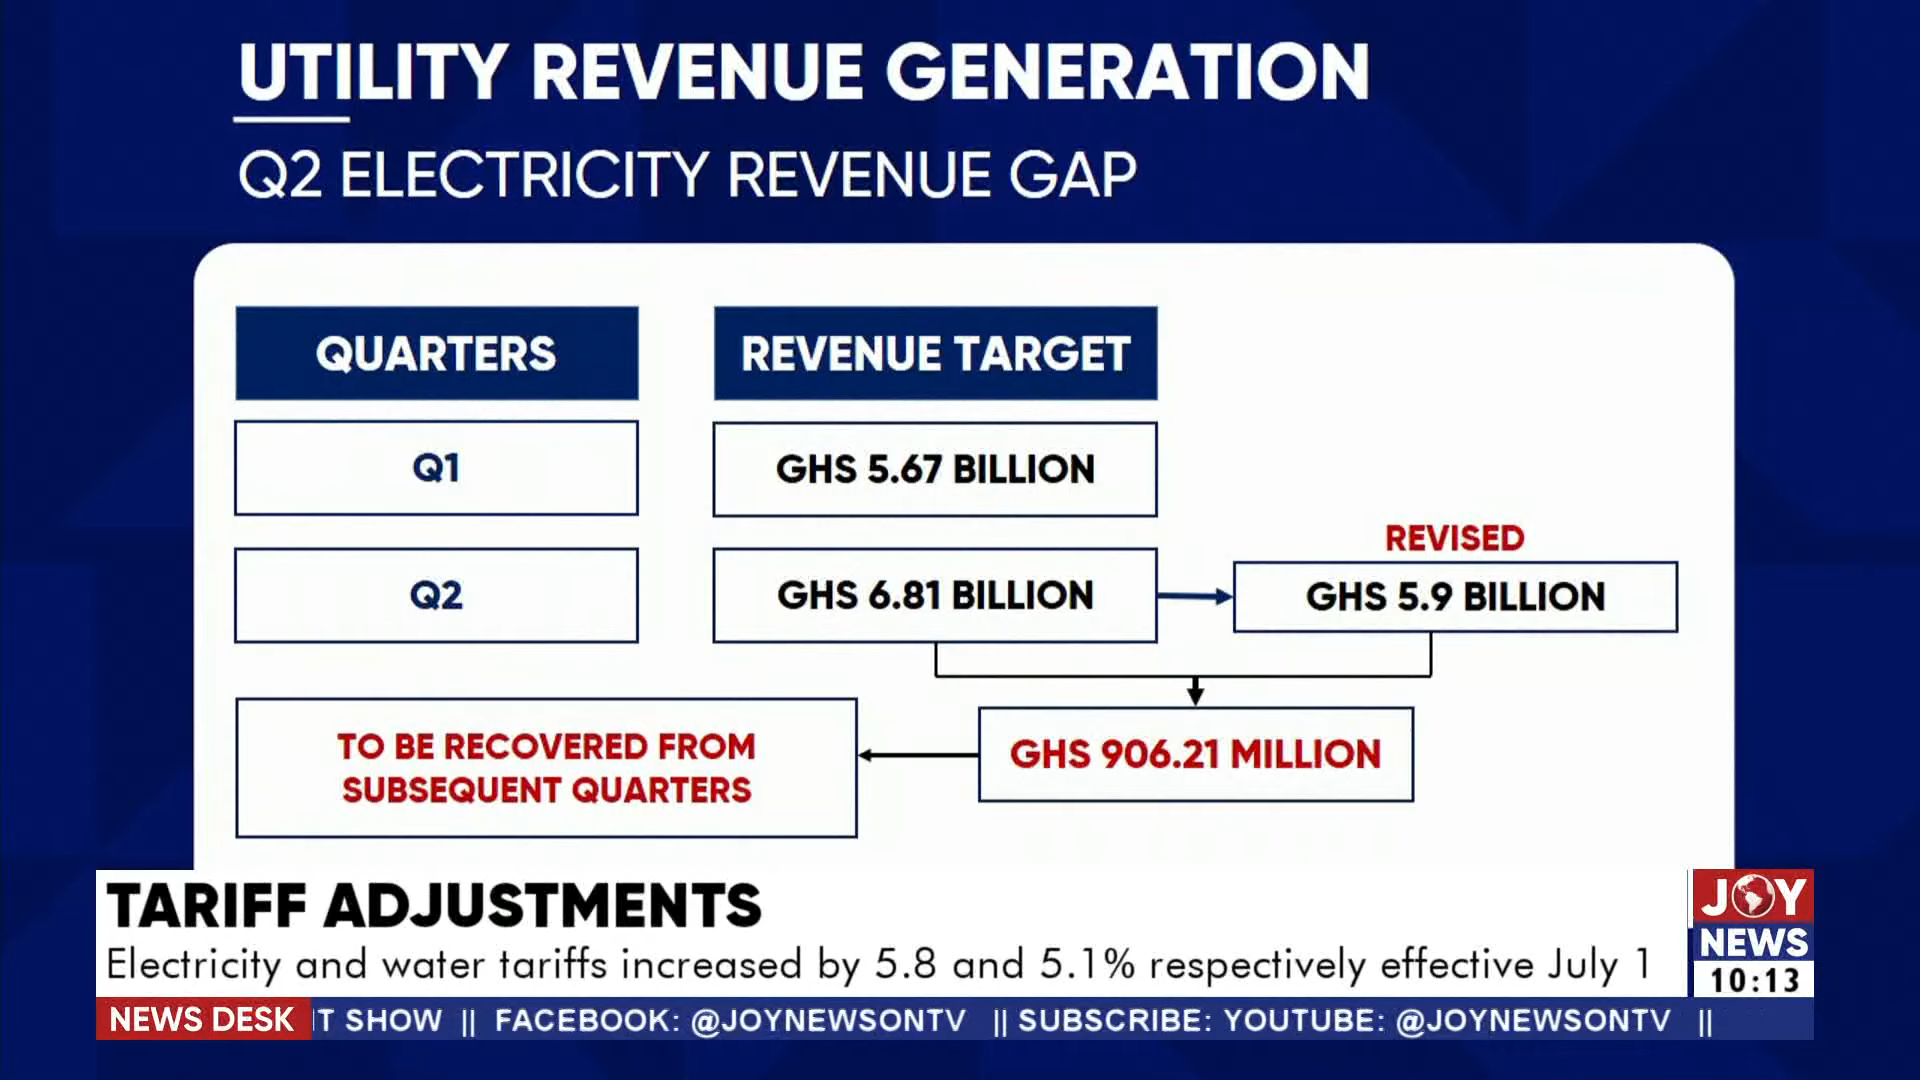 UTILITY REVENUE GENERATION
Q2 ELECTRICITY REVENUE GAP
QUARTERS
REVENUE TARGET
Q1
GHS 5.67 BILLION
REVISED
Q2
GHS 6.81 BILLION
GHS 5.9 BILLION
TO BE RECOVERED FROM
SUBSEQUENT QUARTERS
GHS 906.21 MILLION
TARIFF ADJUSTMENTS
Electricity and water tariffs increased by 5.8 and 5.1% respectively effective July 1
JOY
NEWS
10:13
NEWS DESK
T SHOW || FACEBOOK: @JOYNEWSONTV || SUBSCRIBE: YOUTUBE: @JOYNEWSONTV ||